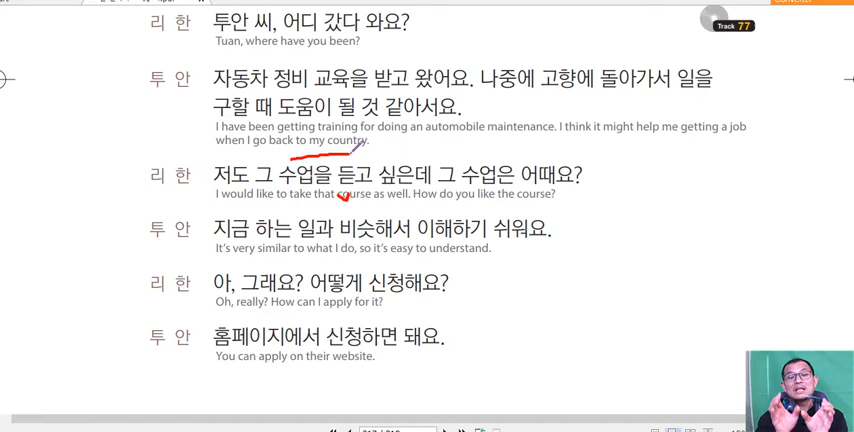 Converter
Track 77
리 한 투안 씨, 어디 갔다 와요?
Tuan, where have you been?
투 안 자동차 정비 교육을 받고 왔어요. 나중에 고향에 돌아가서 일을
구할 때 도움이 될 것 같아서요.
I have been getting training for doing an automobile maintenance. I think it might help me getting a job
when I go back to my country.
리 한 저도 그 수업을 듣고 싶은데 그 수업은 어때요?
I would like to take that course as well. How do you like the course?
투 안 지금 하는 일과 비슷해서 이해하기 쉬워요.
It's very similar to what I do, so it's easy to understand.
리 한 아, 그래요? 어떻게 신청해요?
Oh, really? How can I apply for it?
투 안 홈페이지에서 신청하면 돼요.
You can apply on their website.